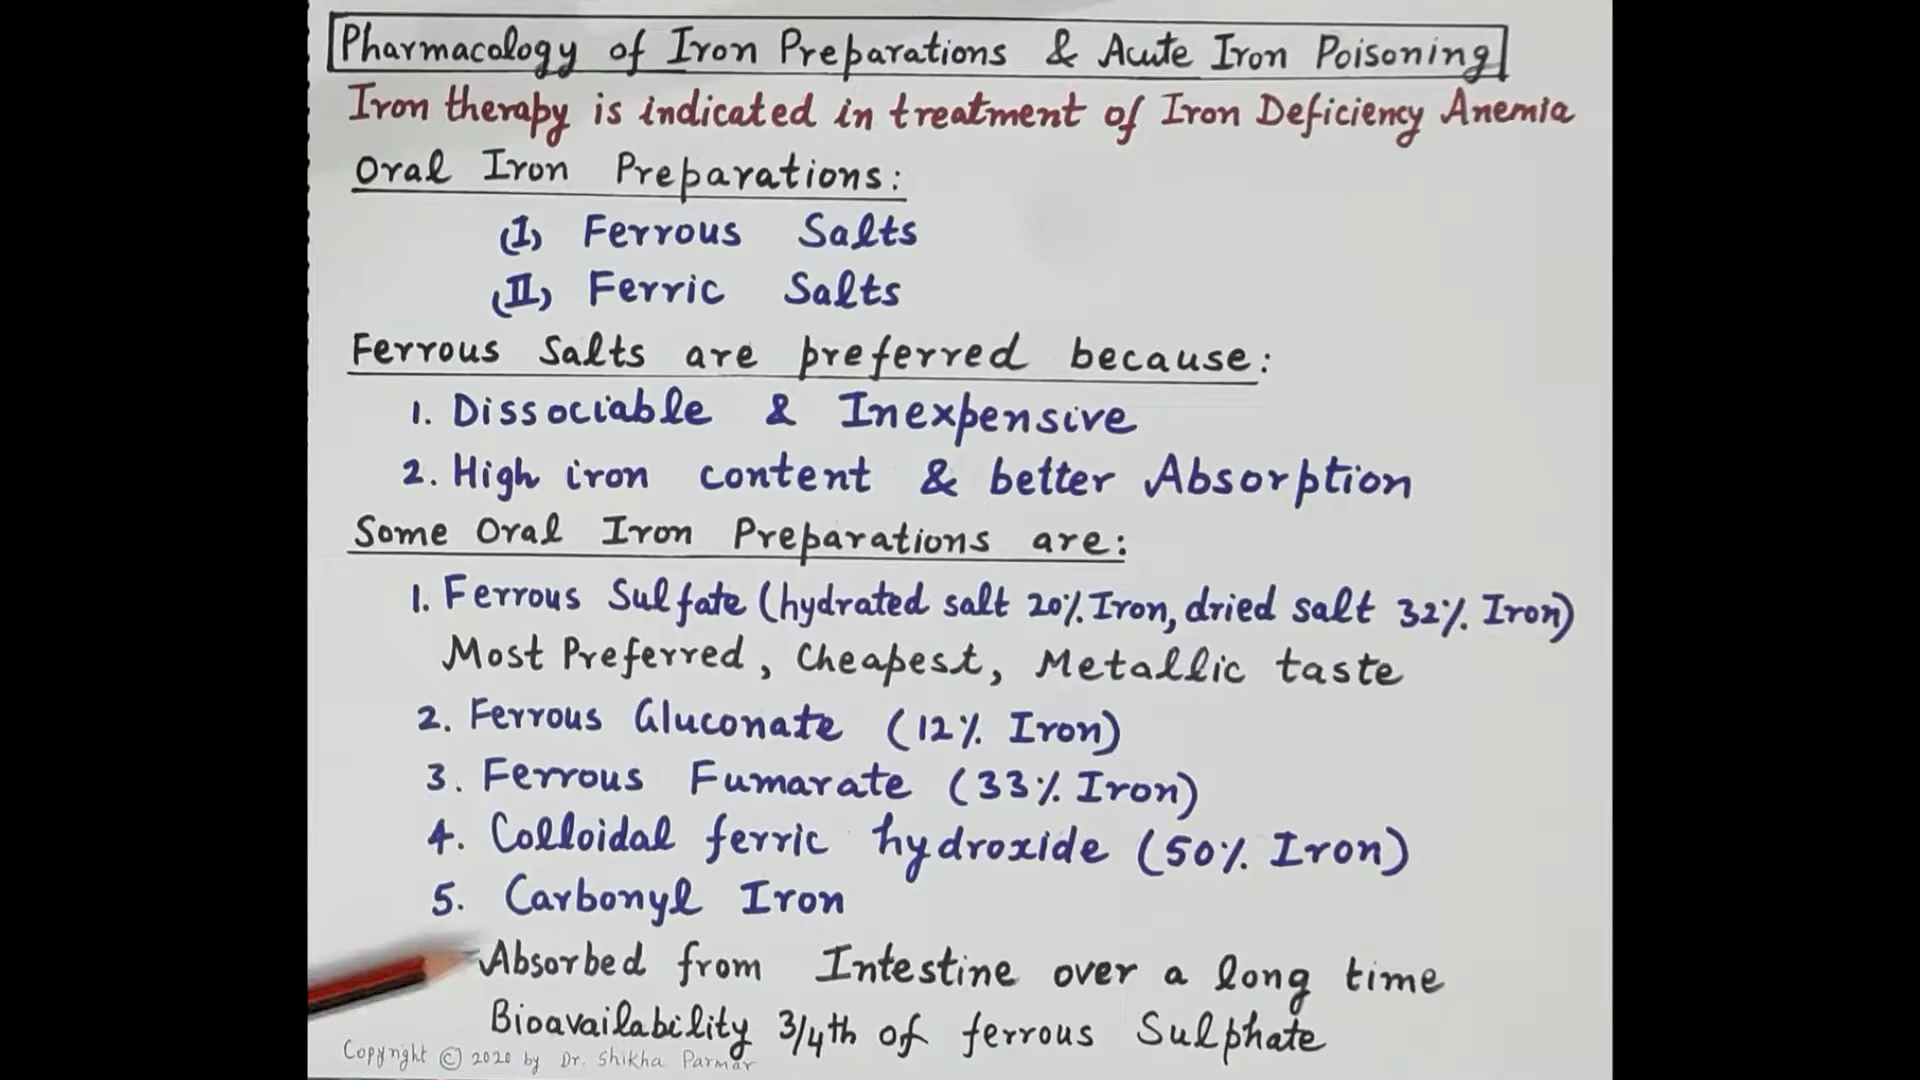 Pharmacology of Iron Preparations & Acute Iron Poisoning
Iron therapy is indicated in treatment of Iron Deficiency Anemia
Oral Iron Preparations:
(I) Ferrous Salts
(II) Ferric Salts
Ferrous Salts are preferred because:
1. Dissociable & Inexpensive
2. High iron content & better Absorption
Some Oral Iron Preparations are:
1. Ferrous Sulfate (hydrated salt 20% Iron, dried salt 32% Iron)
Most Preferred, Cheapest, Metallic taste
2. Ferrous Gluconate (12% Iron)
3. Ferrous Fumarate (33% Iron)
4. Colloidal ferric hydroxide (50% Iron)
5. Carbonyl Iron
Absorbed from Intestine over a long time
Bioavailability 3/4th of ferrous Sulphate
Copyright © 2020 by Dr. Shikha Parmar